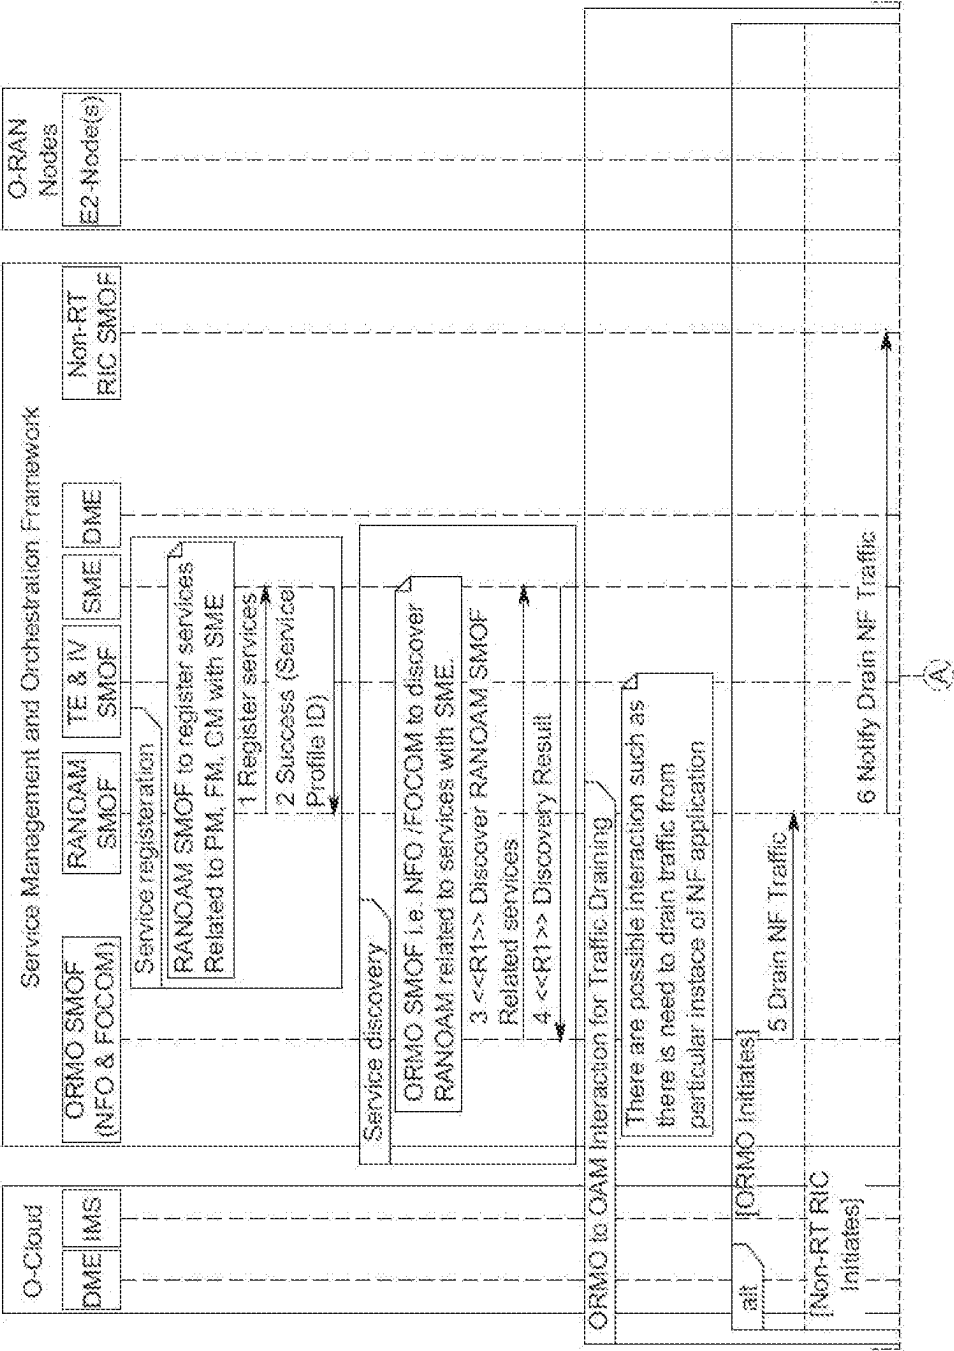 O-Cloud
DME
IMS
Service Management and Orchestration Framework
ORMO SMOF
(NFO & FOCOM)
RANOAM
SMOF
TE & IV
SMOF
SME
DME
Non-RT
RIC SMOF
O-RAN
Nodes
E2-Node(s)
Service registeration
RANOAM SMOF to register services
Related to PM, FM, CM with SME
1 Register services
2 Success (Service
Profile ID)
Service discovery
ORMO SMOF i.e. NFO /FOCOM to discover
RANOAM related to services with SME.
3 <<R1>> Discover RANOAM SMOF
Related services
4 <<R1>> Discovery Result
ORMO to OAM Interaction for Traffic Draining
There are possible interaction such as
there is need to drain traffic from
particular instace of NF application
alt
[ORMO Initiates]
5 Drain NF Traffic
[Non-RT RIC
Initiates]
6 Notify Drain NF Traffic
A